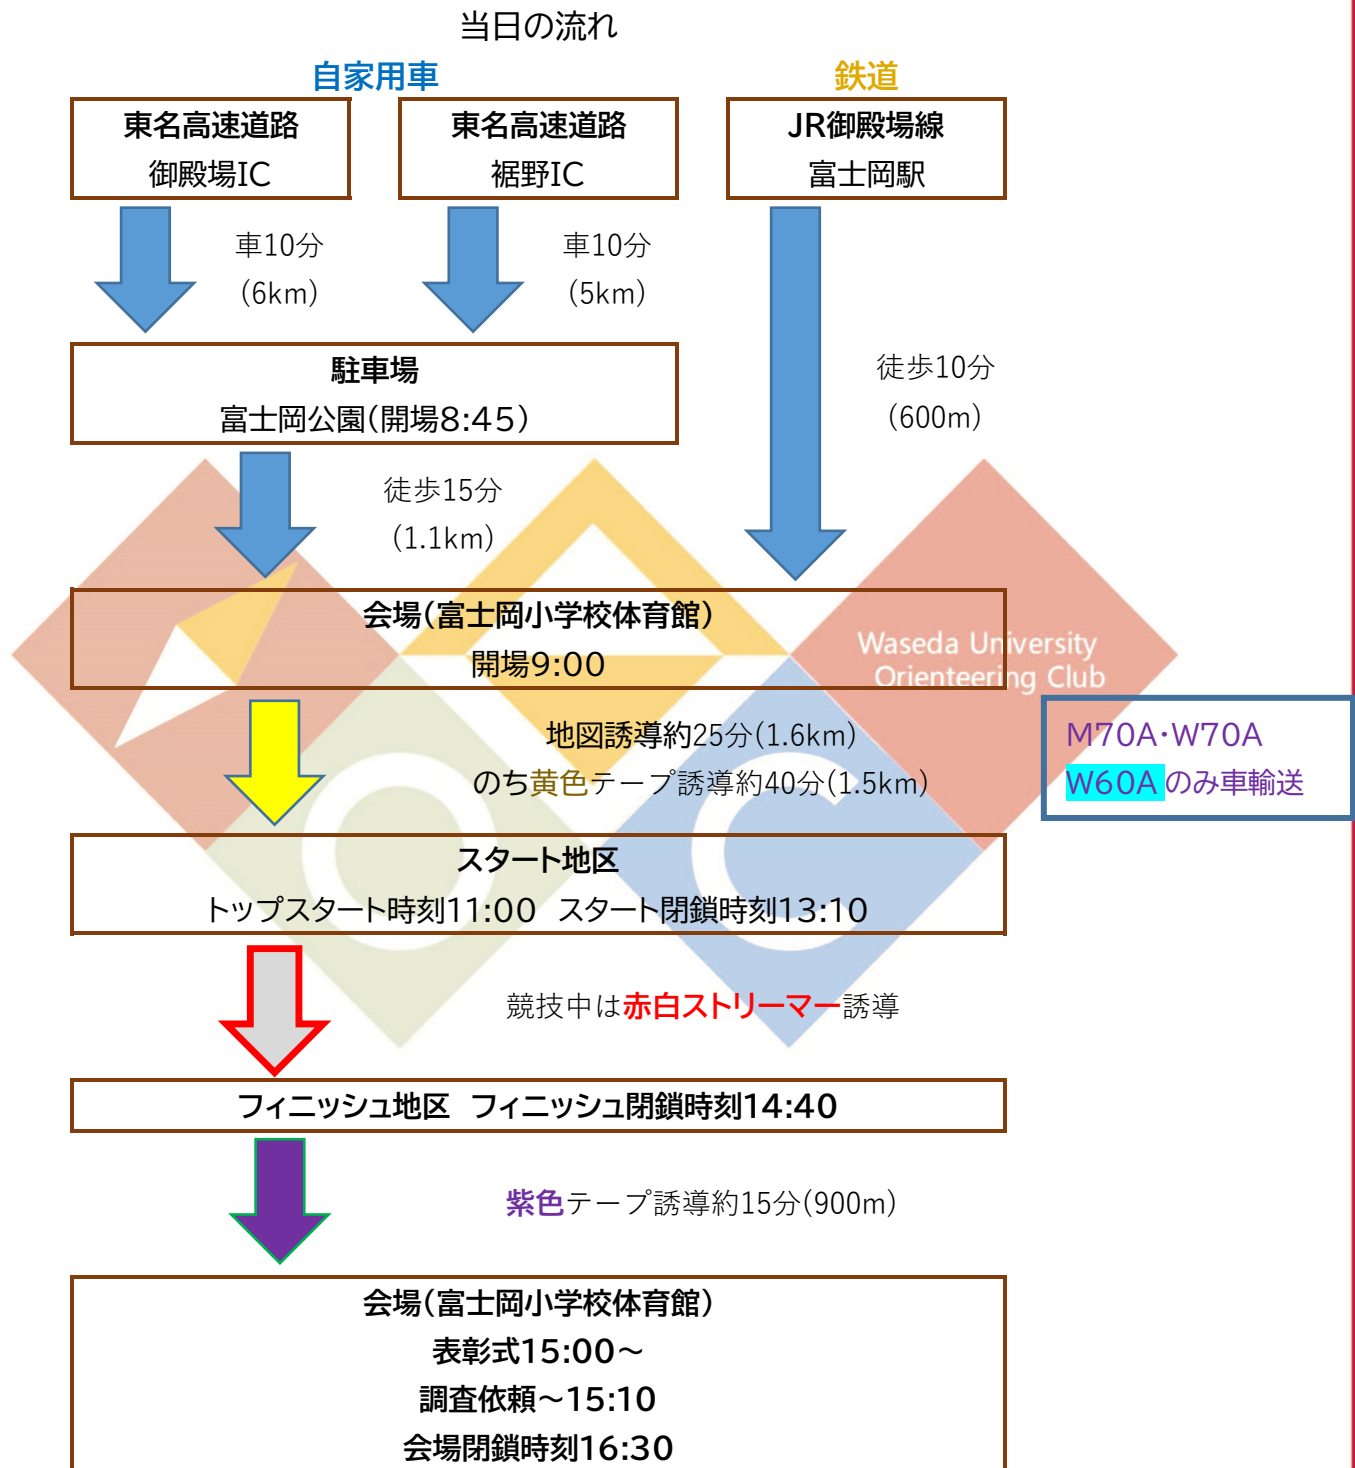 当日の流れ
自家用車
鉄道
東名高速道路
御殿場IC
東名高速道路
裾野IC
JR御殿場線
富士岡駅
車10分
(6km)
車10分
(5km)
駐車場
富士岡公園(開場8:45)
徒歩10分
(600m)
徒歩15分
(1.1km)
会場(富士岡小学校体育館)
開場9:00
Waseda University
Orienteering Club
地図誘導約25分(1.6km)
のち黄色テープ誘導約40分(1.5km)
M70A・W70A
W60Aのみ車輸送
スタート地区
トップスタート時刻11:00 スタート閉鎖時刻13:10
競技中は赤白ストリーマー誘導
フィニッシュ地区 フィニッシュ閉鎖時刻14:40
紫色テープ誘導約15分(900m)
会場(富士岡小学校体育館)
表彰式15:00～
調査依頼～15:10
会場閉鎖時刻16:30